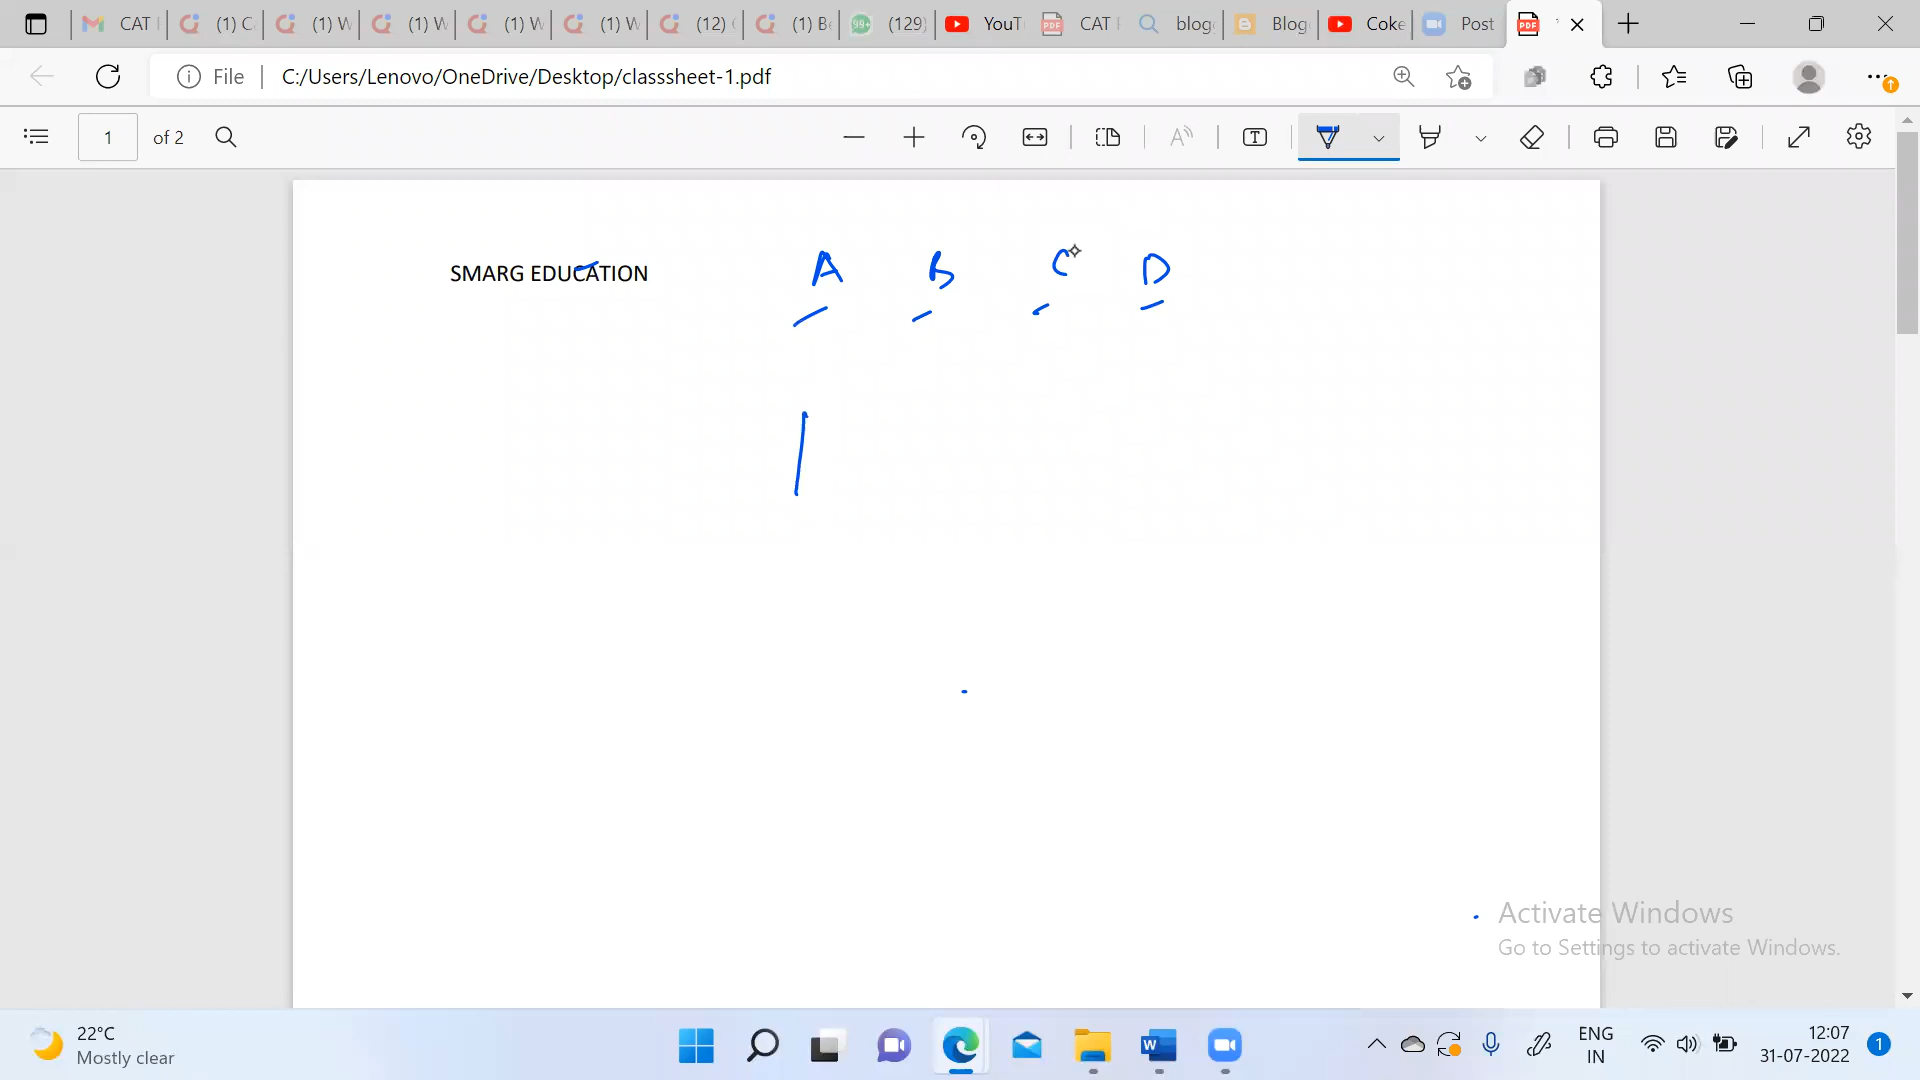 CAT (1) C (1) W (1) W (1) W (1) W (12) (1) Be 99+ (129) YouT CAT blog Blog Coke Post
File C:/Users/Lenovo/OneDrive/Desktop/classsheet-1.pdf
1 of 2
SMARG EDUCATION A B C D
Activate Windows
Go to Settings to activate Windows.
22°C
Mostly clear
ENG
IN
12:07
31-07-2022
1